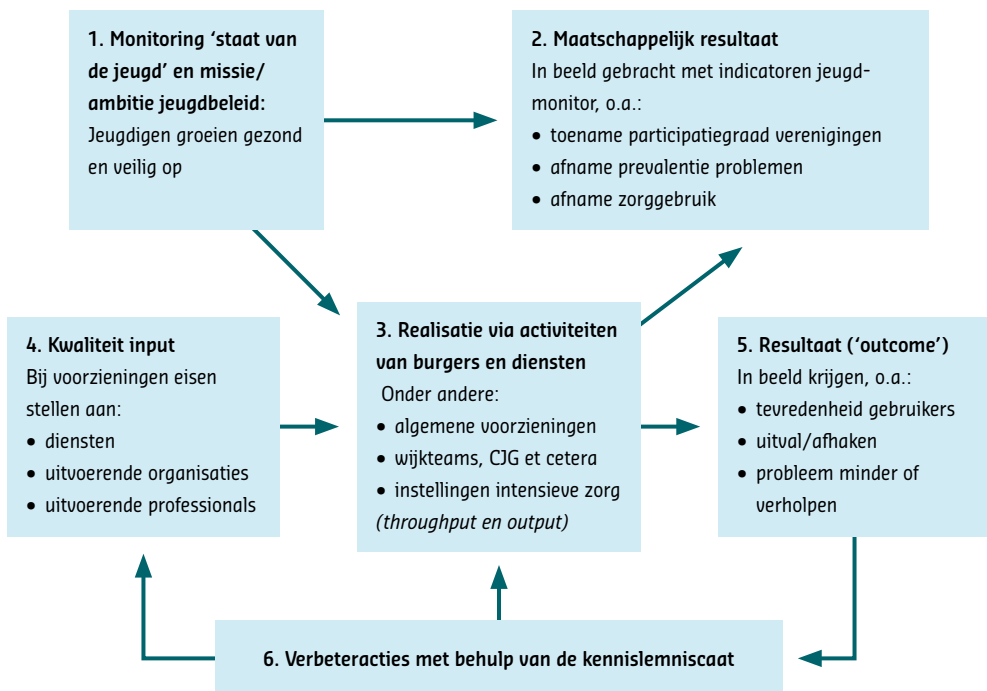 1. Monitoring ‘staat van
de jeugd’ en missie/
ambitie jeugdbeleid:
Jeugdigen groeien gezond
en veilig op
2. Maatschappelijk resultaat
In beeld gebracht met indicatoren jeugd-
monitor, o.a.:
• toename participatiegraad verenigingen
• afname prevalentie problemen
• afname zorggebruik
4. Kwaliteit input
Bij voorzieningen eisen
stellen aan:
• diensten
• uitvoerende organisaties
• uitvoerende professionals
3. Realisatie via activiteiten
van burgers en diensten
Onder andere:
• algemene voorzieningen
• wijkteams, CJG et cetera
• instellingen intensieve zorg
(throughput en output)
5. Resultaat (‘outcome’)
In beeld krijgen, o.a.:
• tevredenheid gebruikers
• uitval/afhaken
• probleem minder of
verholpen
6. Verbeteracties met behulp van de kennislemniscaat